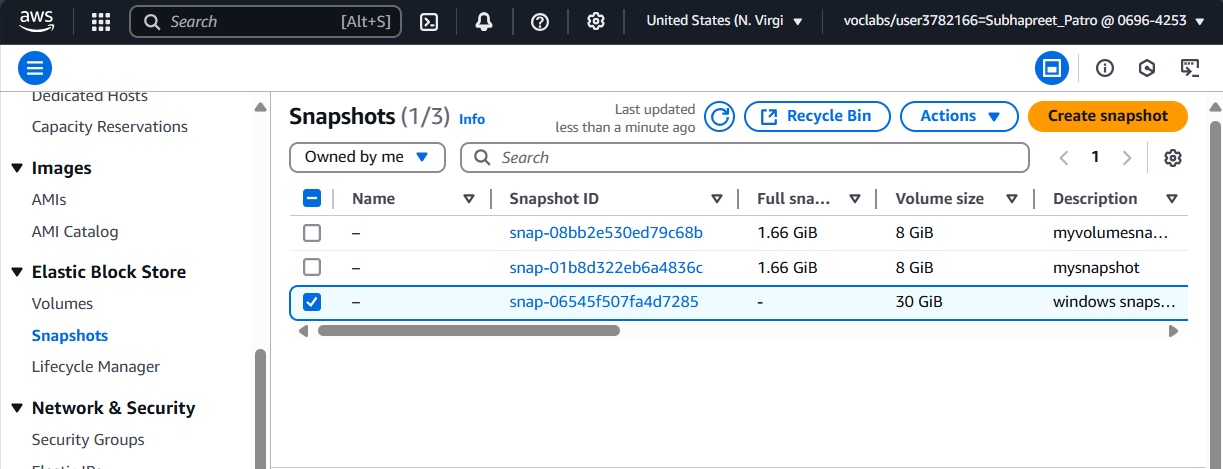 aws Search [Alt+S] United States (N. Virgi voclabs/user3782166=Subhapreet_Patro @ 0696-4253
Dedicated Hosts
Capacity Reservations
Images
AMIs
AMI Catalog
Elastic Block Store
Volumes
Snapshots
Lifecycle Manager
Network & Security
Security Groups
Elastic IPs
Snapshots (1/3) Info
Last updated
less than a minute ago
Recycle Bin
Actions
Create snapshot
Owned by me
Search
1
Name Snapshot ID Full sna... Volume size Description
– snap-08bb2e530ed79c68b 1.66 GiB 8 GiB myvolumesna...
– snap-01b8d322eb6a4836c 1.66 GiB 8 GiB mysnapshot
– snap-06545f507fa4d7285 - 30 GiB windows snaps...